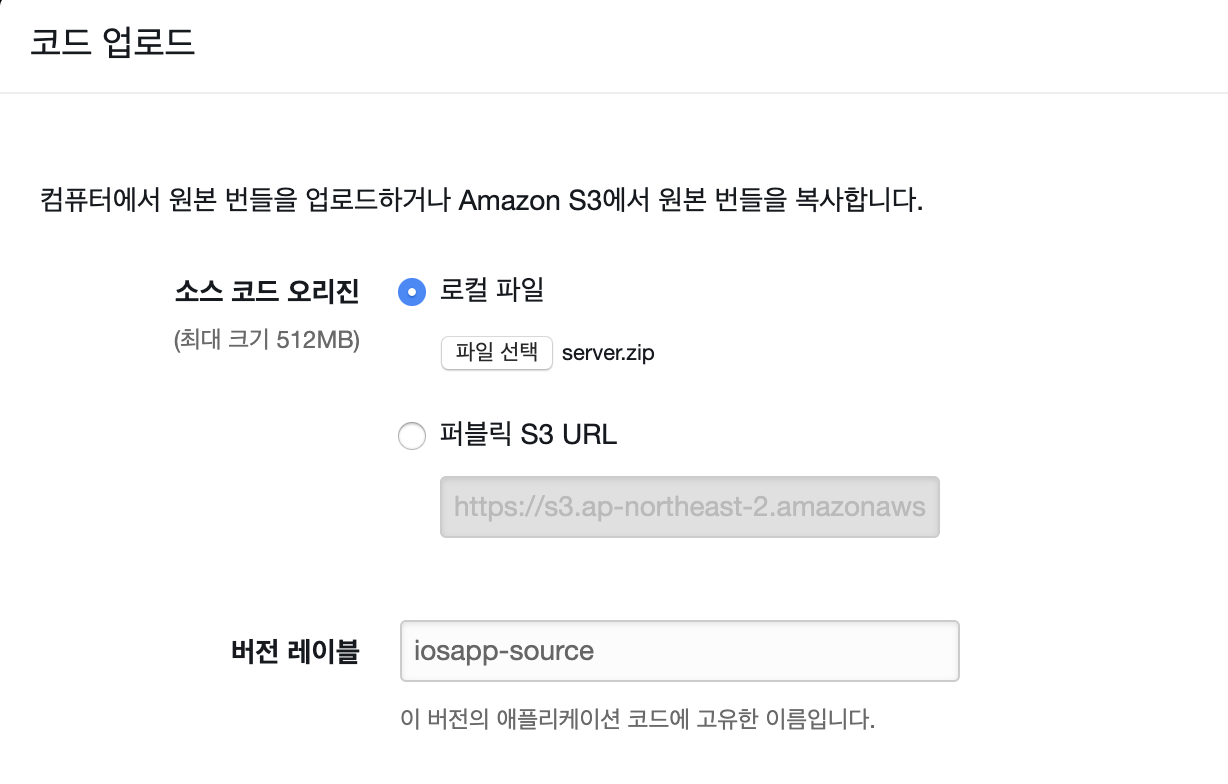 코드 업로드
컴퓨터에서 원본 번들을 업로드하거나 Amazon S3에서 원본 번들을 복사합니다.
소스 코드 오리진
로컬 파일
(최대 크기 512MB)
파일 선택 server.zip
퍼블릭 S3 URL
https://s3.ap-northeast-2.amazonaws
버전 레이블
iosapp-source
이 버전의 애플리케이션 코드에 고유한 이름입니다.